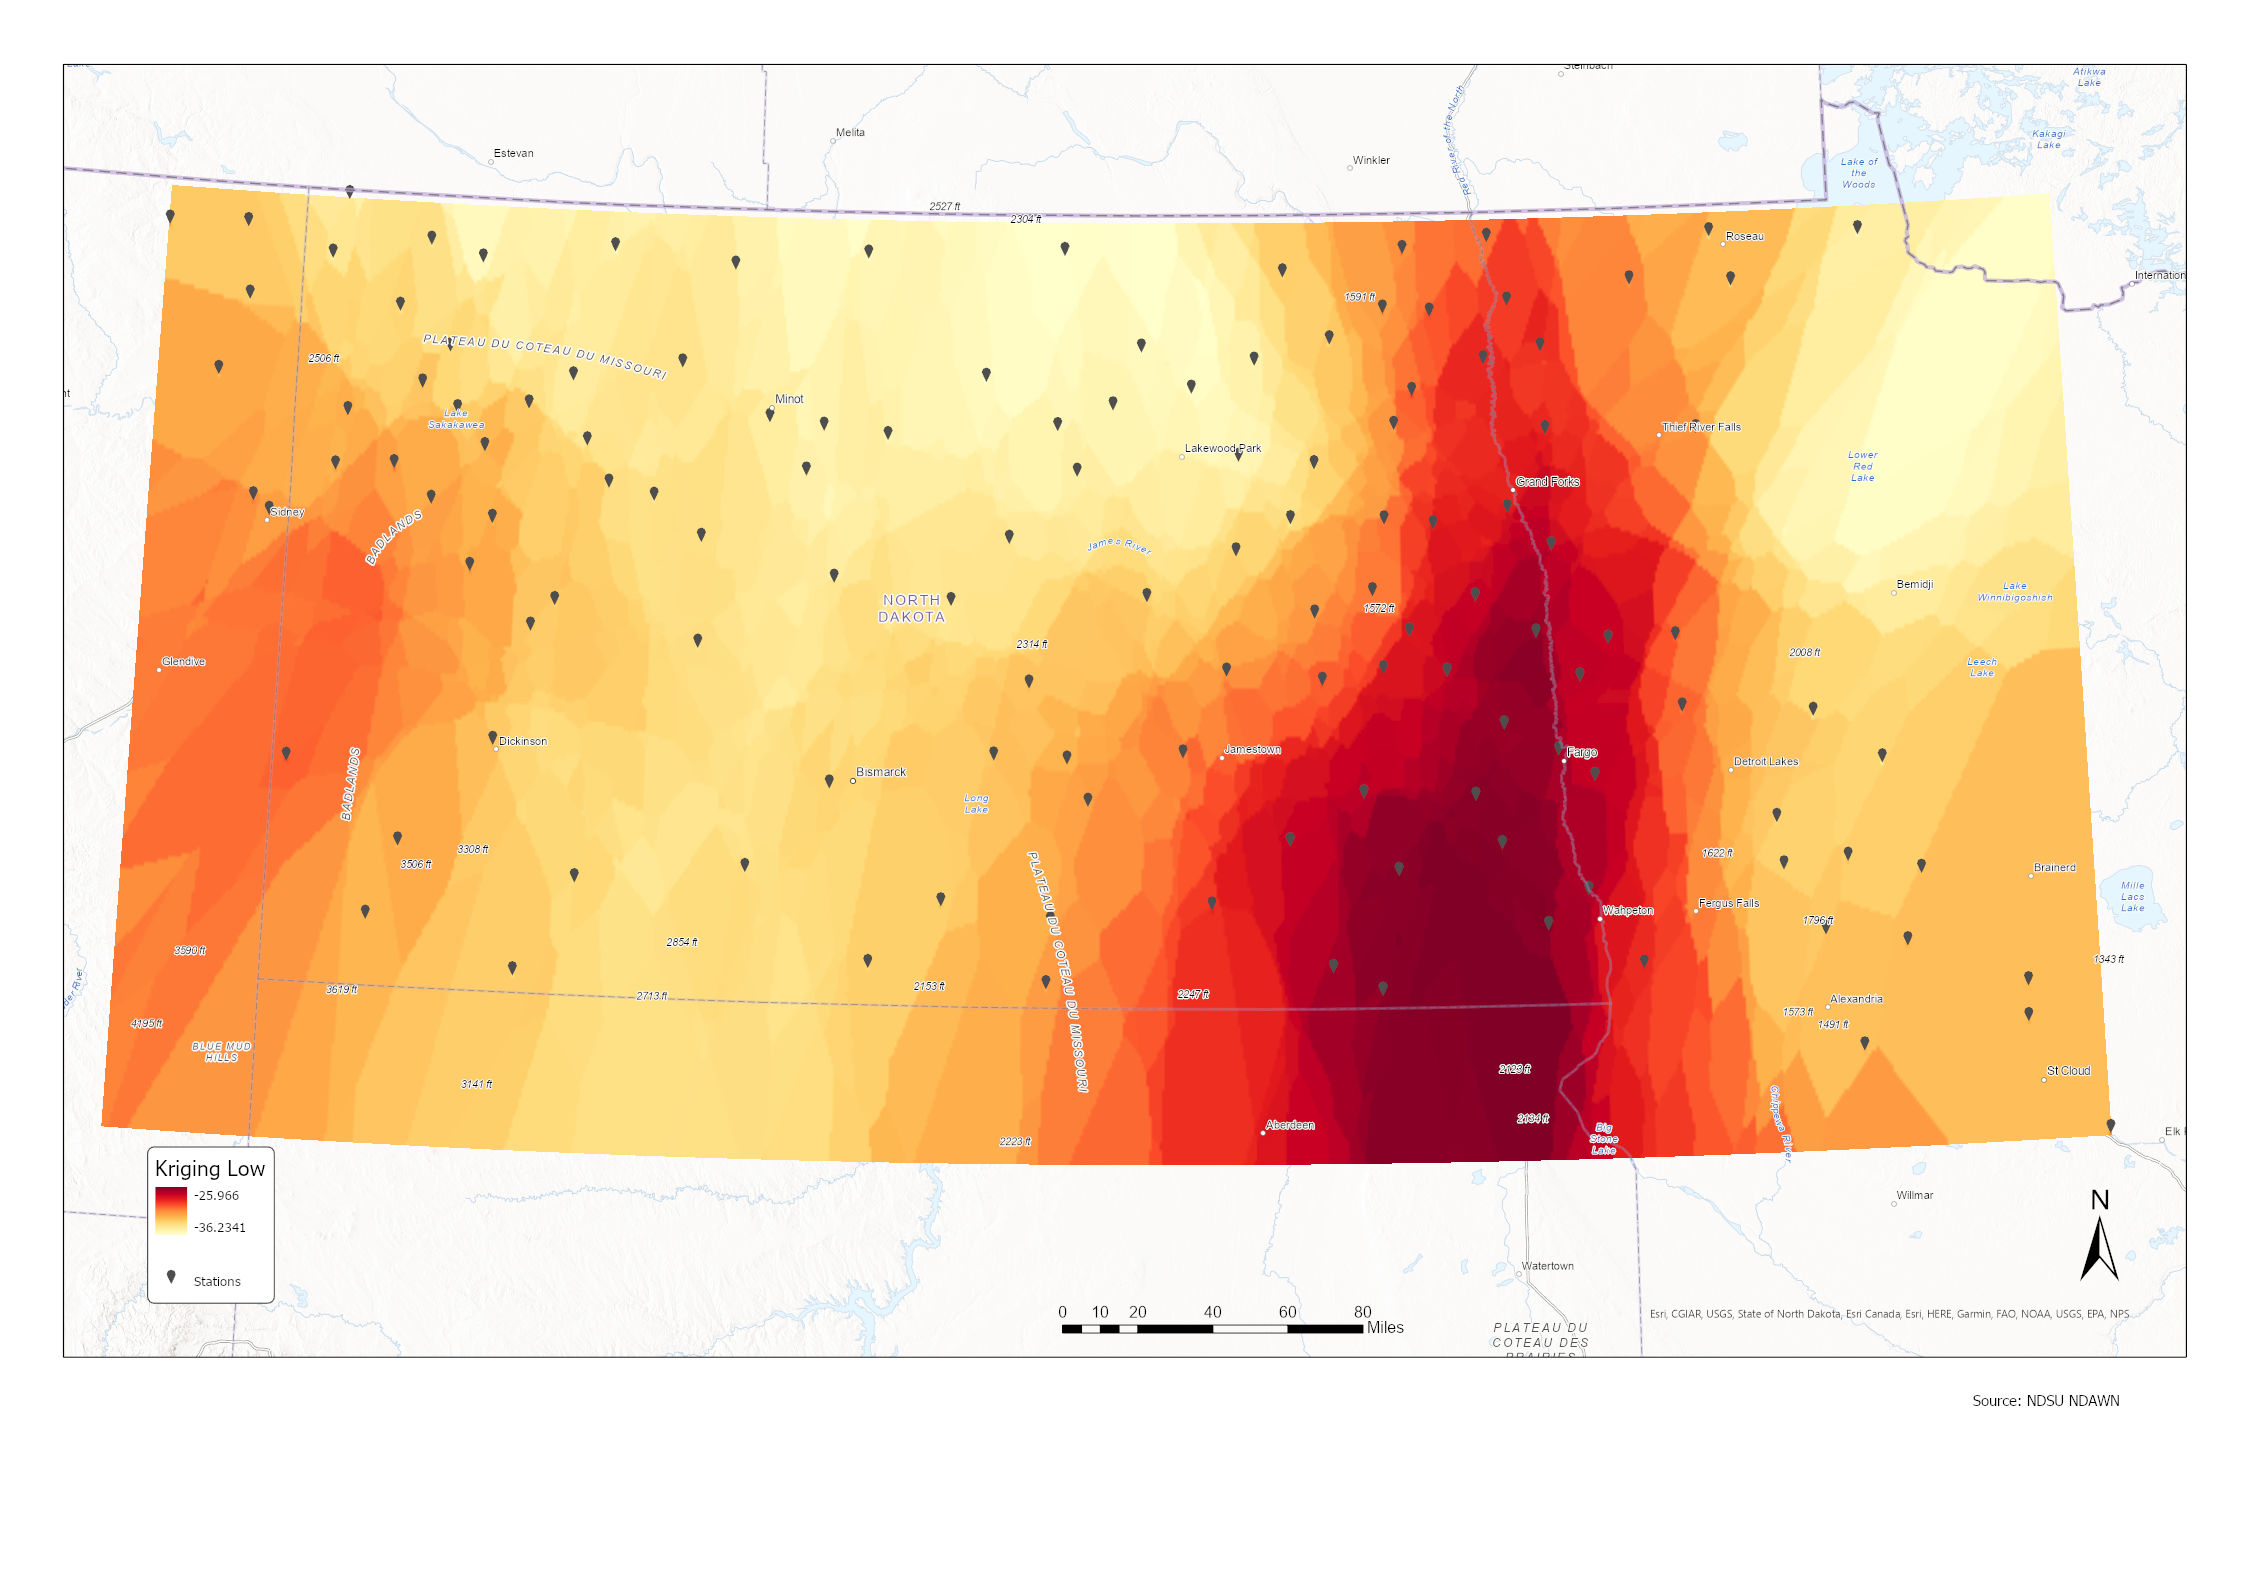 Steinbach
Atikwa
Lake
Red River of the North
Melita
Kakagi
Lake
Estevan
Winkler
Lake of
the
Woods
2527 ft
2304 ft
Roseau
1591 ft
PLATEAU DU COTEAU DU MISSOURI
2506 ft
nt
Minot
Lake
Sakakawea
Thief River Falls
Lakewood Park
Lower
Red
Lake
Grand Forks
Sidney
BADLANDS
James River
Bemidji
Lake
Winnibigoshish
NORTH
DAKOTA
1572 ft
2314 ft
2008 ft
Glendive
Leech
Lake
Dickinson
Jamestown
Fargo
Detroit Lakes
Bismarck
BADLANDS
Long
Lake
3308 ft
3506 ft
1622 ft
Brainerd
Mille
Lacs
Lake
PLATEAU DU COTEAU DU MISSOURI
Wahpeton
Fergus Falls
1796 ft
3590 ft
2854 ft
1343 ft
der River
3619 ft
2713 ft
2153 ft
2247 ft
Alexandria
1573 ft
1491 ft
4195 ft
BLUE MUD
HILLS
3141 ft
2123 ft
St Cloud
2134 ft
Chippewa River
Aberdeen
Big
Stone
Lake
2223 ft
Elk
Kriging Low
-25.966
-36.2341
Stations
Willmar
N
Watertown
0 10 20 40 60 80
Miles
Esri, CGIAR, USGS, State of North Dakota, Esri Canada, Esri, HERE, Garmin, FAO, NOAA, USGS, EPA, NPS
PLATEAU DU
COTEAU DES
PRAIRIES
Source: NDSU NDAWN